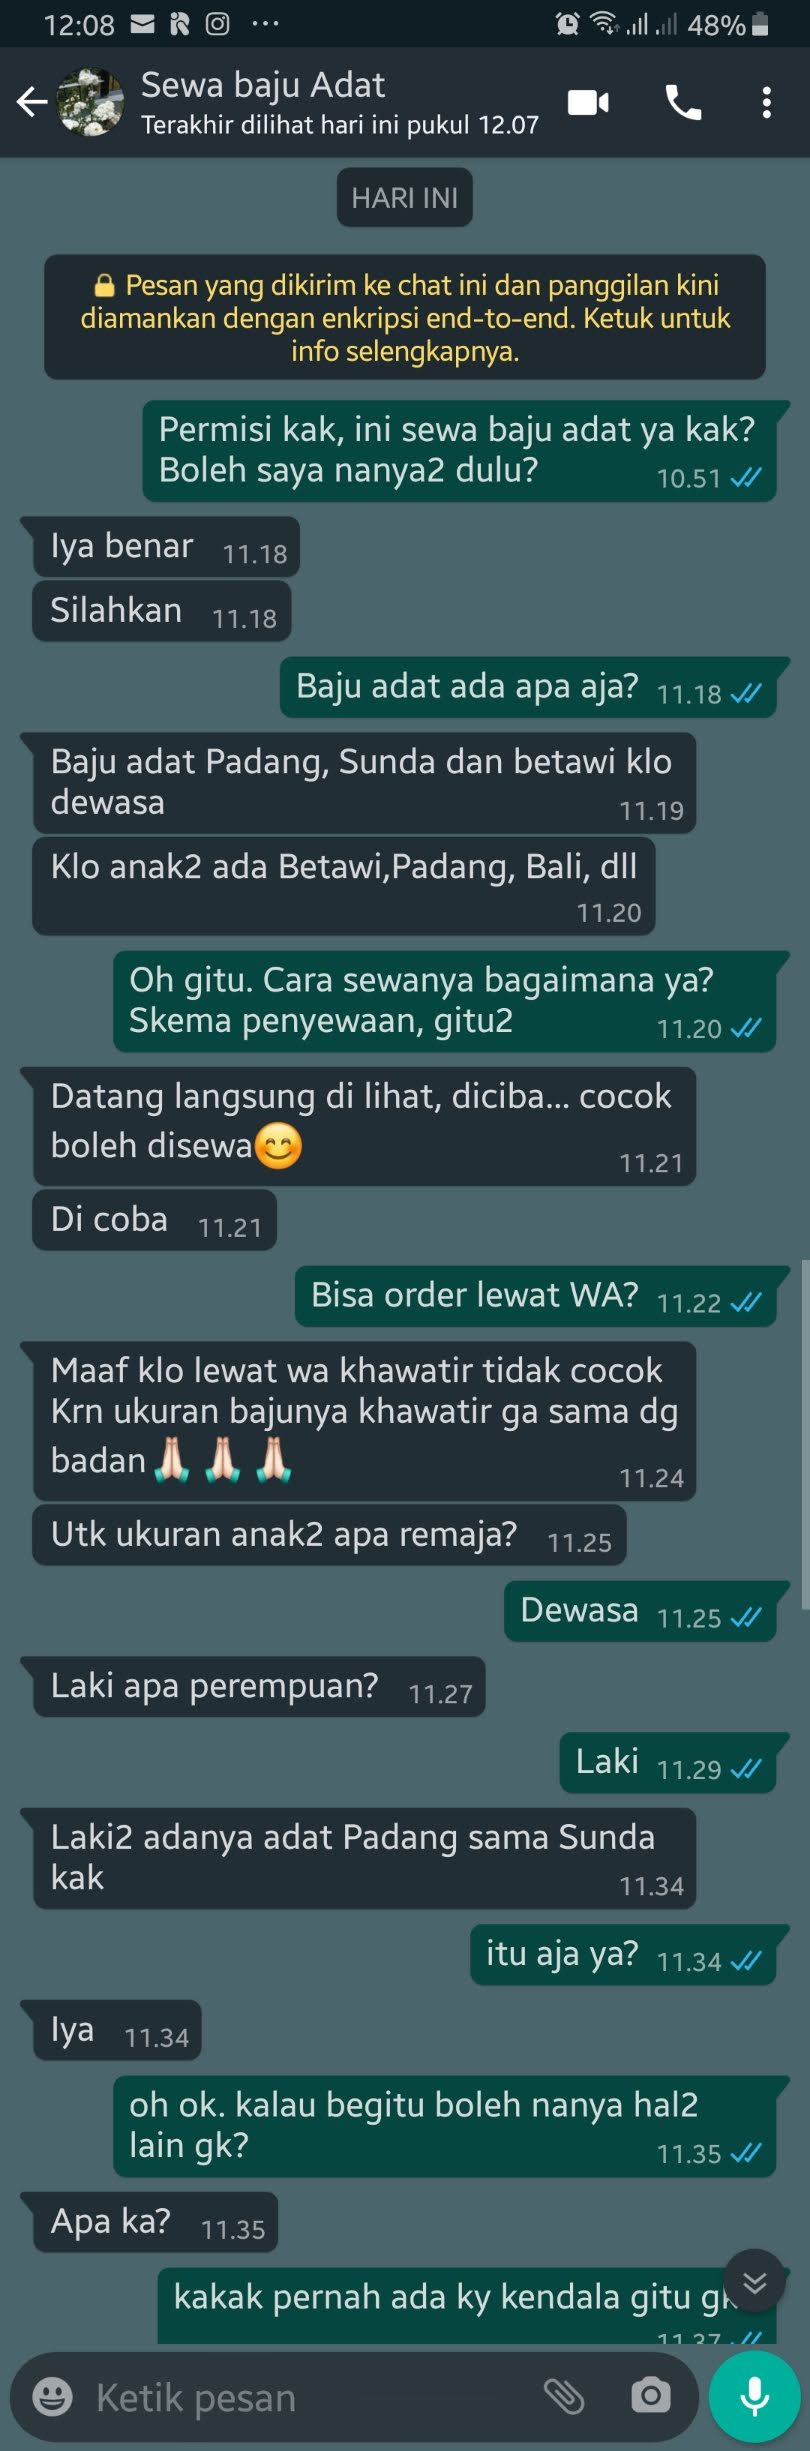 12:08
48%
Sewa baju Adat
Terakhir dilihat hari ini pukul 12.07
HARI INI
Pesan yang dikirim ke chat ini dan panggilan kini
diamankan dengan enkripsi end-to-end. Ketuk untuk
info selengkapnya.
Permisi kak, ini sewa baju adat ya kak?
Boleh saya nanya2 dulu? 10.51
Iya benar 11.18
Silahkan 11.18
Baju adat ada apa aja? 11.18
Baju adat Padang, Sunda dan betawi klo
dewasa 11.19
Klo anak2 ada Betawi,Padang, Bali, dll
11.20
Oh gitu. Cara sewanya bagaimana ya?
Skema penyewaan, gitu2 11.20
Datang langsung di lihat, diciba... cocok
boleh disewa😊 11.21
Di coba 11.21
Bisa order lewat WA? 11.22
Maaf klo lewat wa khawatir tidak cocok
Krn ukuran bajunya khawatir ga sama dg
badan🙏🏻🙏🏻🙏🏻 11.24
Utk ukuran anak2 apa remaja? 11.25
Dewasa 11.25
Laki apa perempuan? 11.27
Laki 11.29
Laki2 adanya adat Padang sama Sunda
kak 11.34
itu aja ya? 11.34
Iya 11.34
oh ok. kalau begitu boleh nanya hal2
lain gk? 11.35
Apa ka? 11.35
kakak pernah ada ky kendala gitu gk
11.37
Ketik pesan